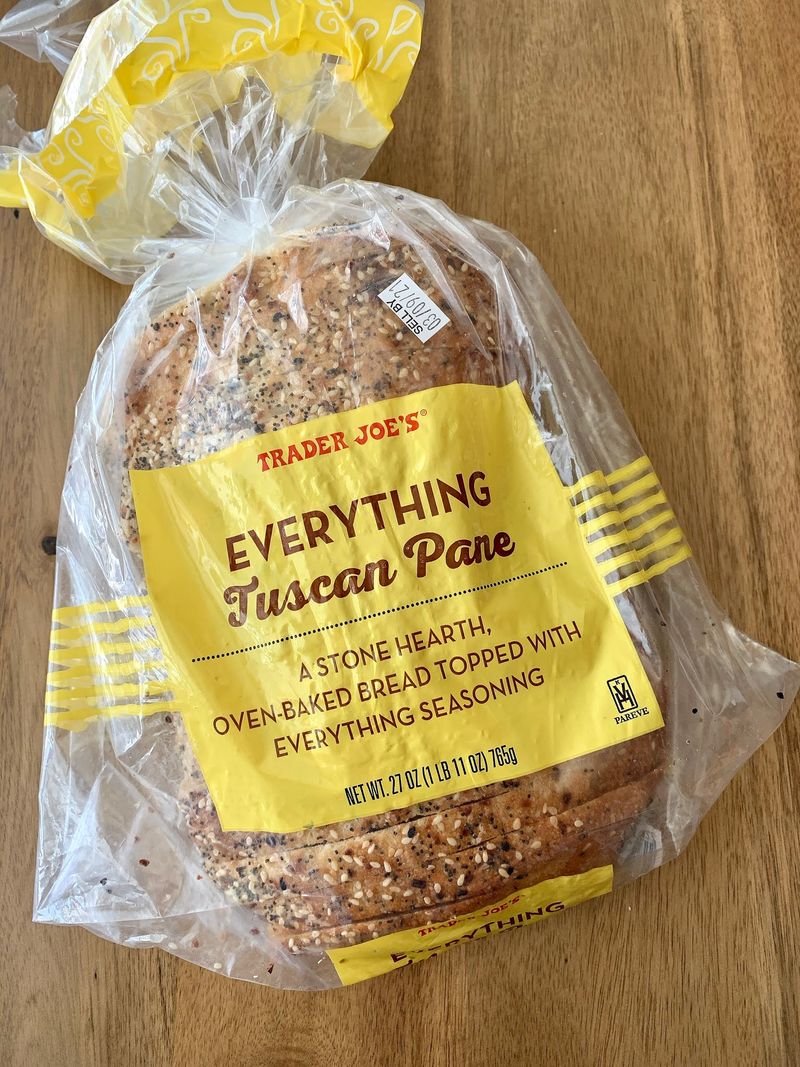 SELL BY
03/09/21
TRADER JOE'S®
EVERYTHING
Tuscan Pane
A STONE HEARTH,
OVEN-BAKED BREAD TOPPED WITH
EVERYTHING SEASONING
K
PAREVE
NET WT. 27 OZ (1 LB 11 OZ) 765g
TRADER JOE'S
EVERYTHING